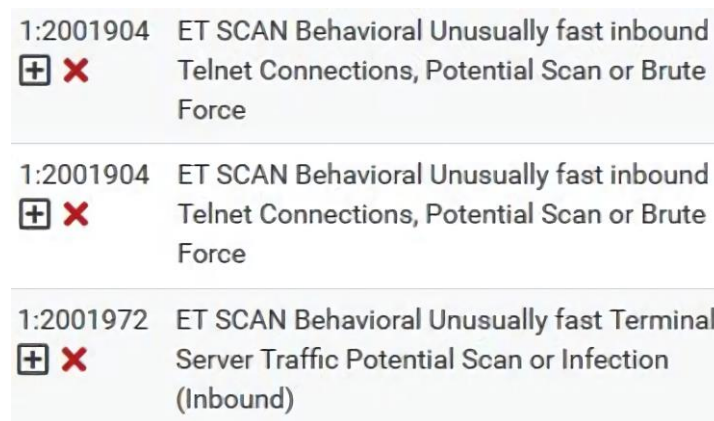 1:2001904 ET SCAN Behavioral Unusually fast inbound
Telnet Connections, Potential Scan or Brute
Force
1:2001904 ET SCAN Behavioral Unusually fast inbound
Telnet Connections, Potential Scan or Brute
Force
1:2001972 ET SCAN Behavioral Unusually fast Terminal
Server Traffic Potential Scan or Infection
(Inbound)